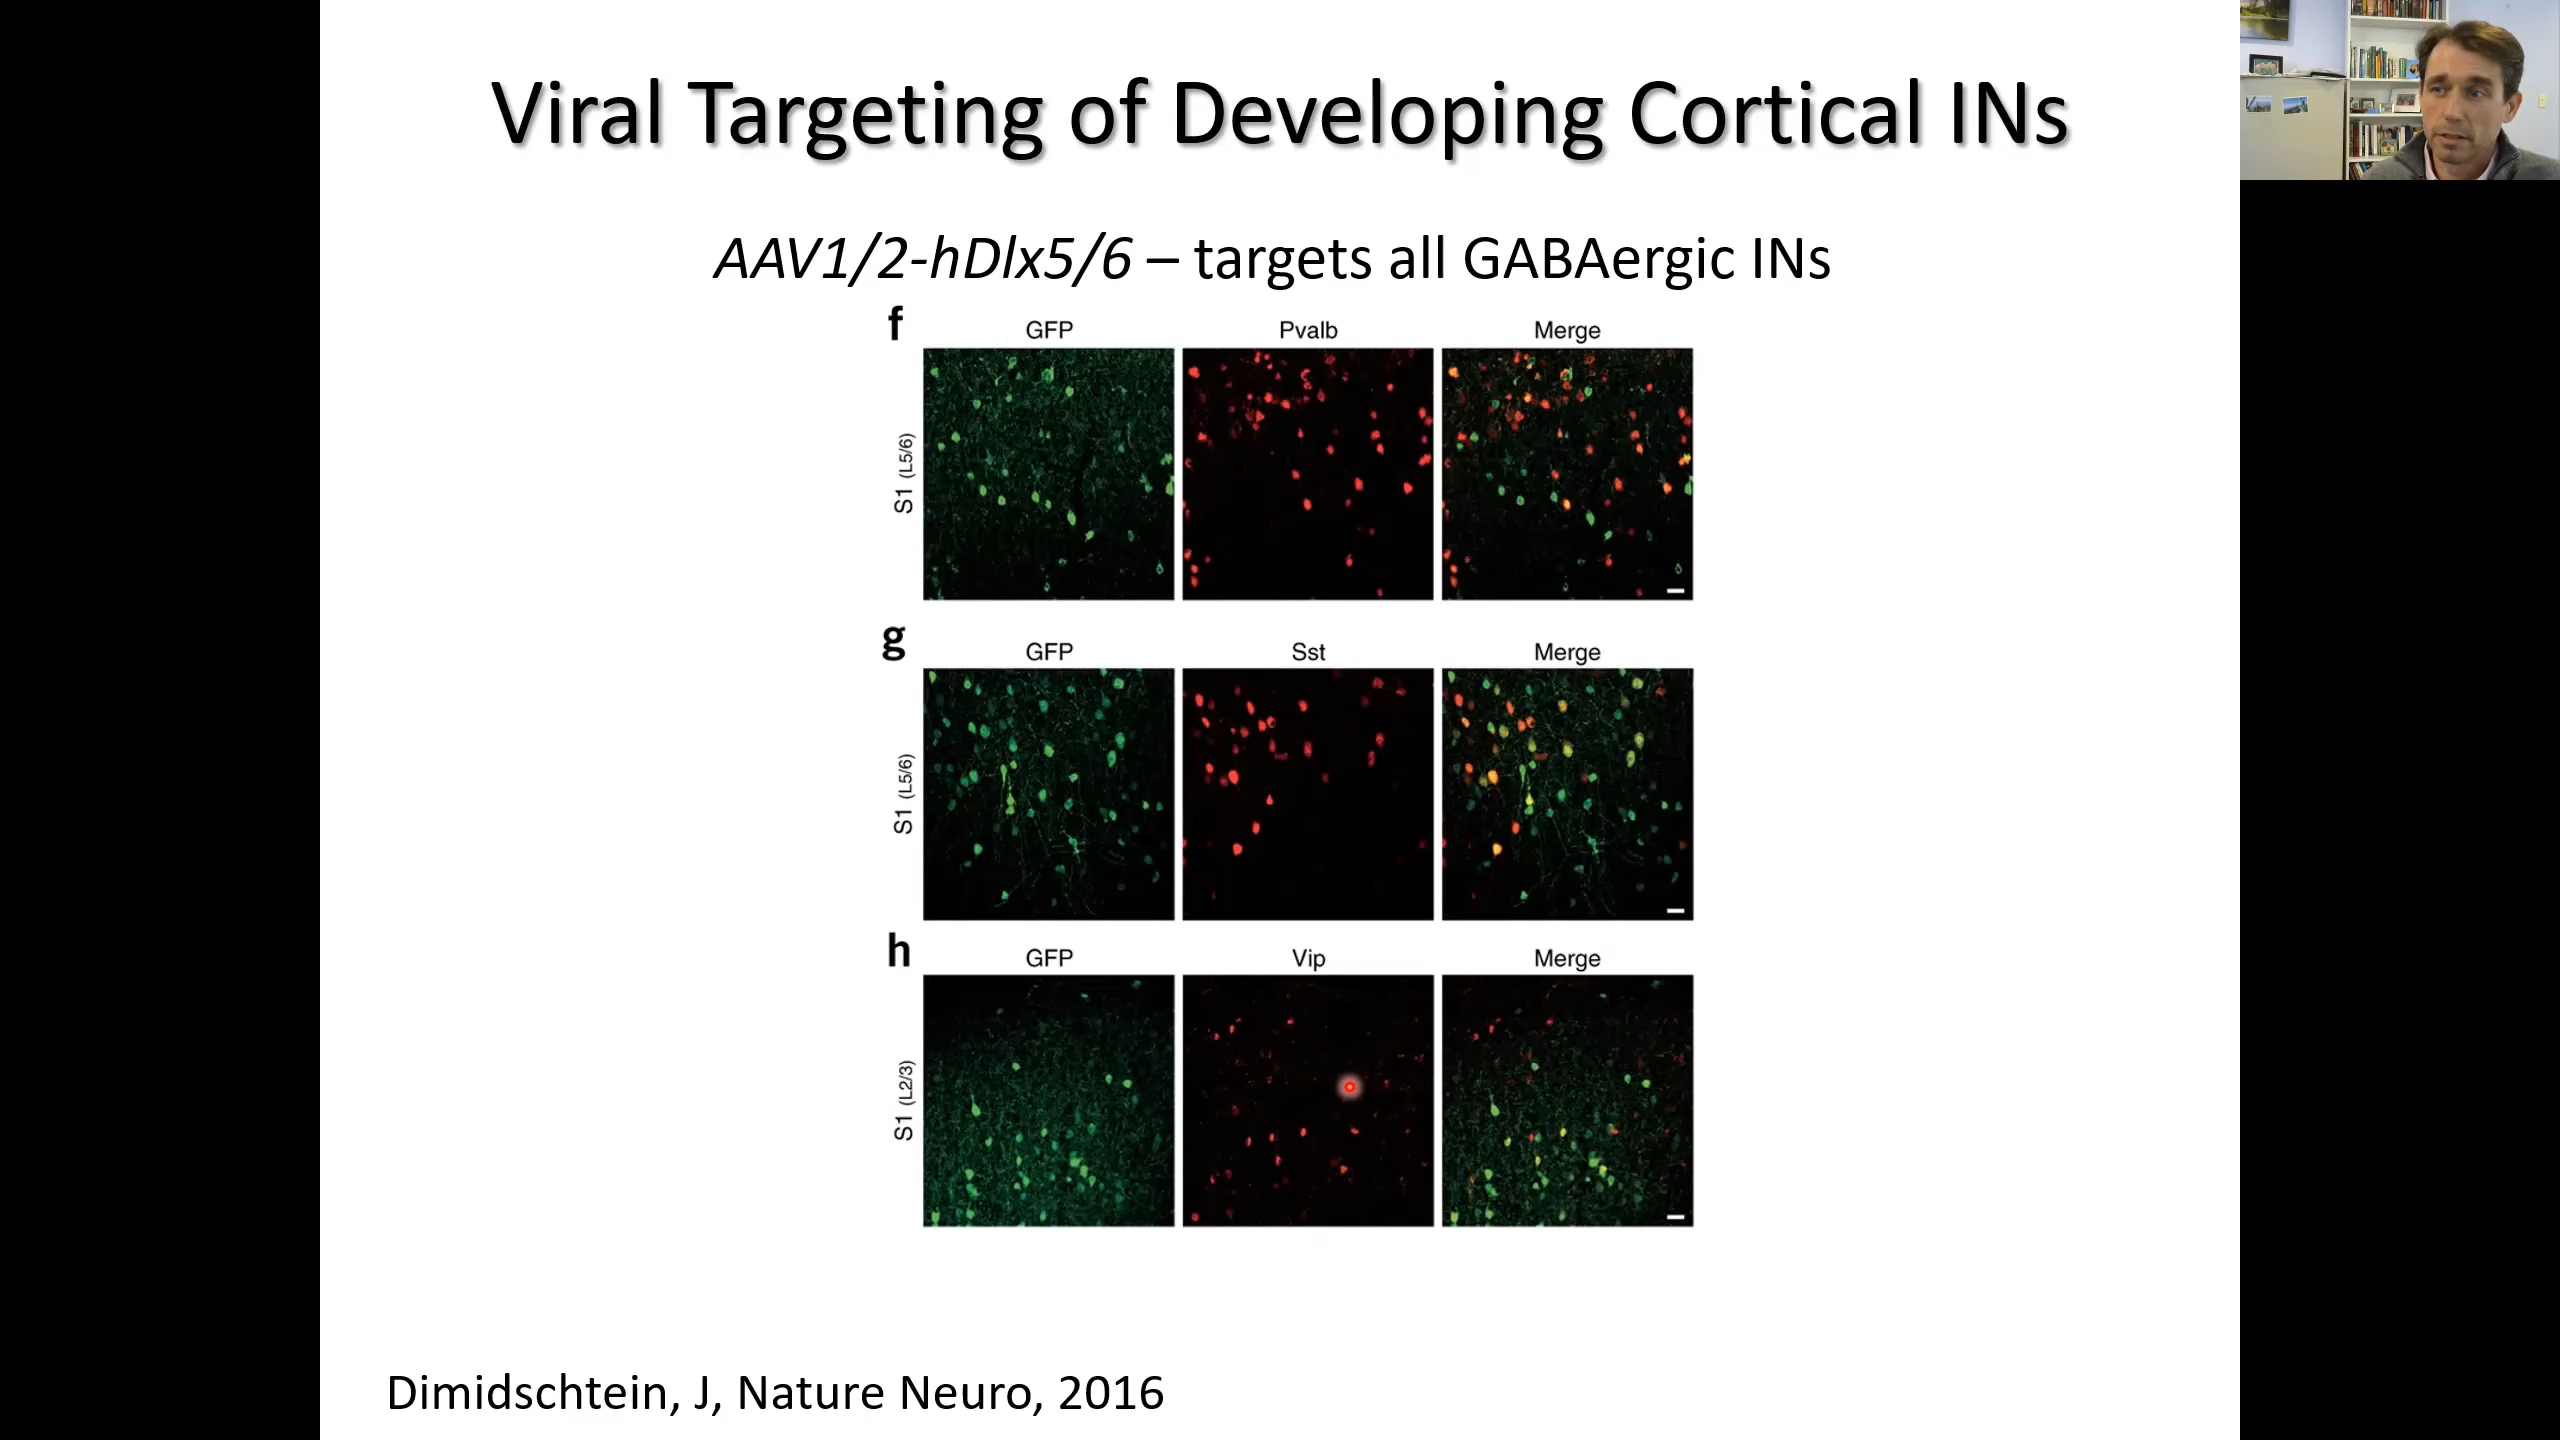 Viral Targeting of Developing Cortical INs
AAV1/2-hDlx5/6 – targets all GABAergic INs
f
GFP
Pvalb
Merge
S1 (L5/6)
g
GFP
Sst
Merge
S1 (L5/6)
h
GFP
Vip
Merge
S1 (L2/3)
Dimidschtein, J, Nature Neuro, 2016